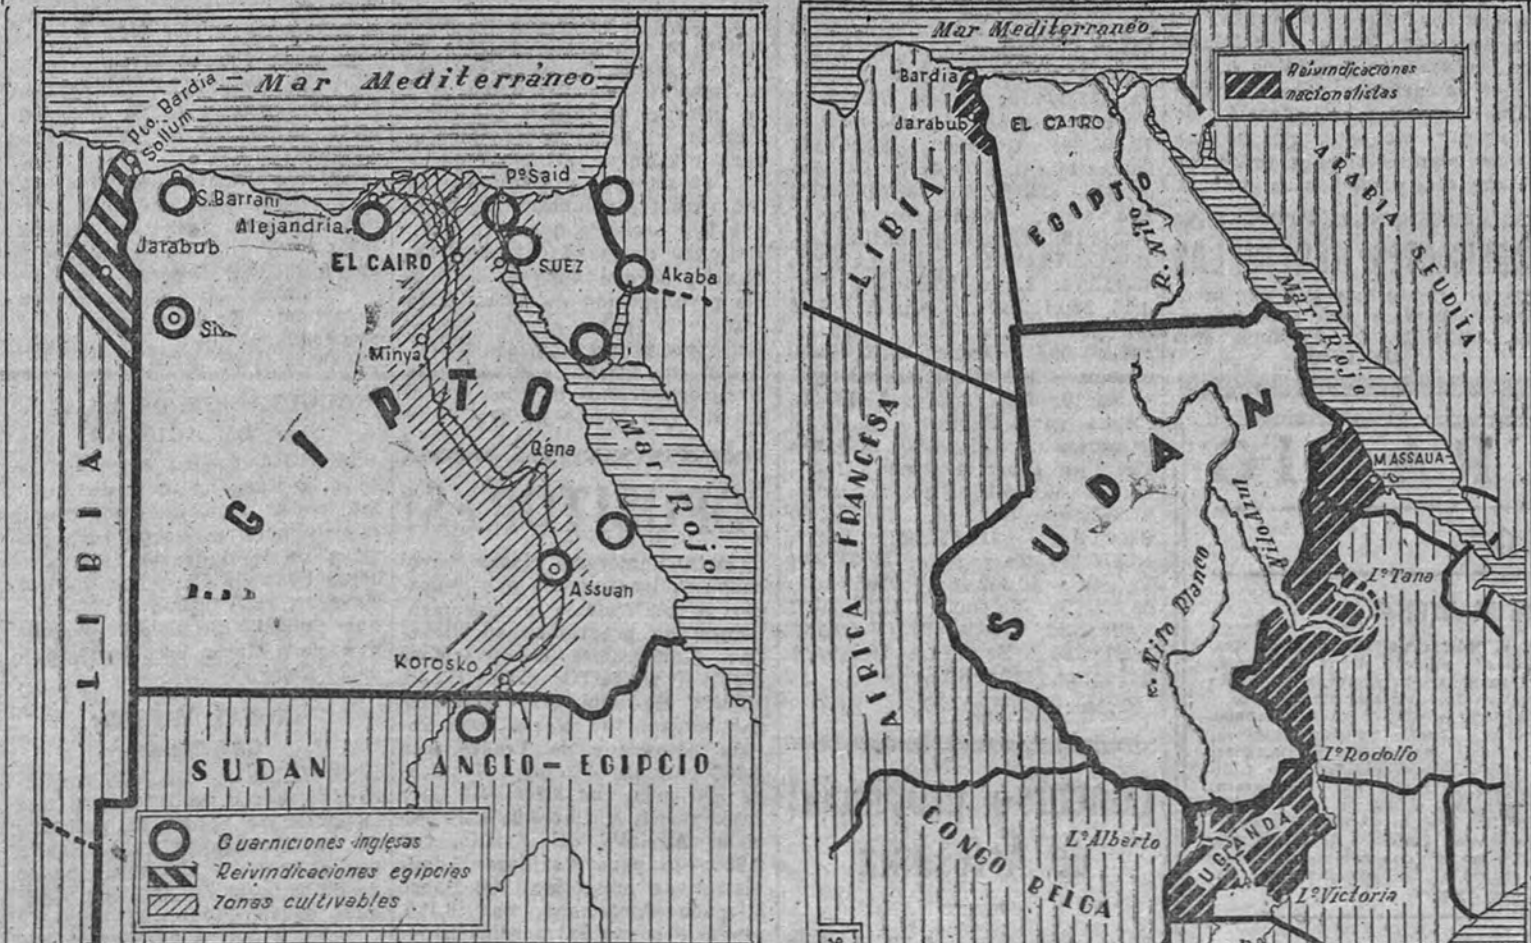 Mar Mediterráneo
Pto. Bardia
Sollum
S. Barrani
Alejandria
Pº Said
Jarabub
EL CAIRO
SUEZ
Akaba
Minya
EGIPTO
Qéna
Mar Rojo
Assuan
Korosko
LIBIA
SUDAN ANGLO-EGIPCIO
Guarniciones inglesas
Reivindicaciones egipcias
Zonas cultivables
Mar Mediterraneo
Reivindicaciones
nacionalistas
Bardia
Jarabub
EL CAIRO
EGIPTO
R. Nilo
LIBIA
ARABIA SEUDITA
Mar Rojo
AFRICA FRANCESA
SUDAN
MASSAUA
Nilo Azul
R. Nilo Blanco
Lº Tana
Lº Rodolfo
Lº Alberto
UGANDA
CONGO BELGA
Lº Victoria